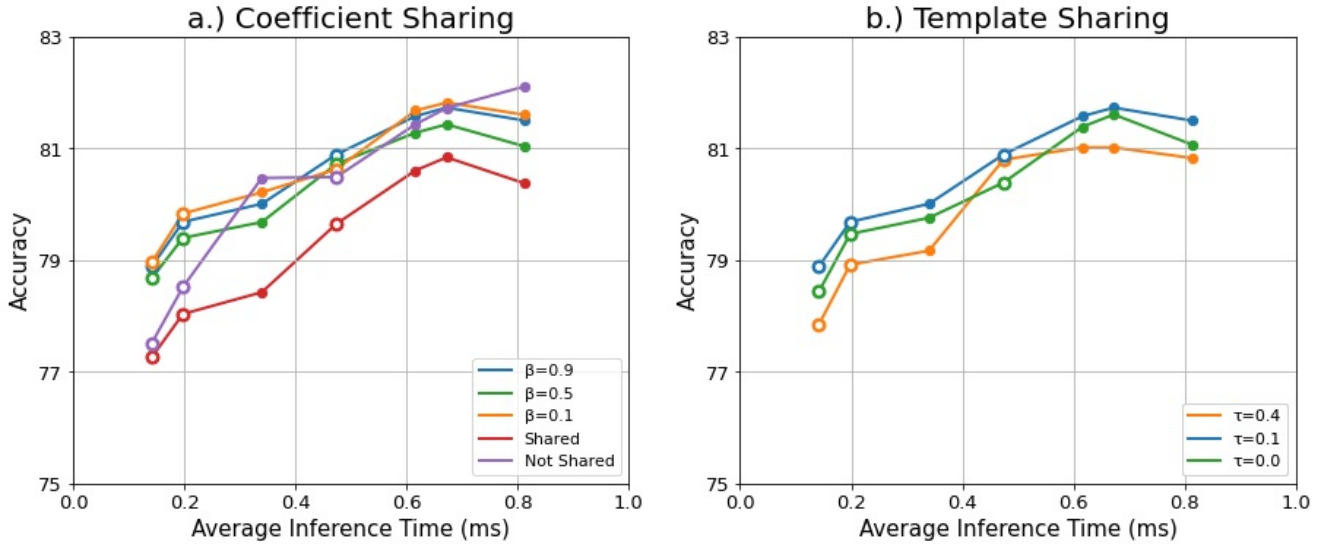 a.) Coefficient Sharing
83
81
79
77
75
Accuracy
0.0 0.2 0.4 0.6 0.8 1.0
Average Inference Time (ms)
β=0.9
β=0.5
β=0.1
Shared
Not Shared
b.) Template Sharing
83
81
79
77
75
Accuracy
0.0 0.2 0.4 0.6 0.8 1.0
Average Inference Time (ms)
τ=0.4
τ=0.1
τ=0.0